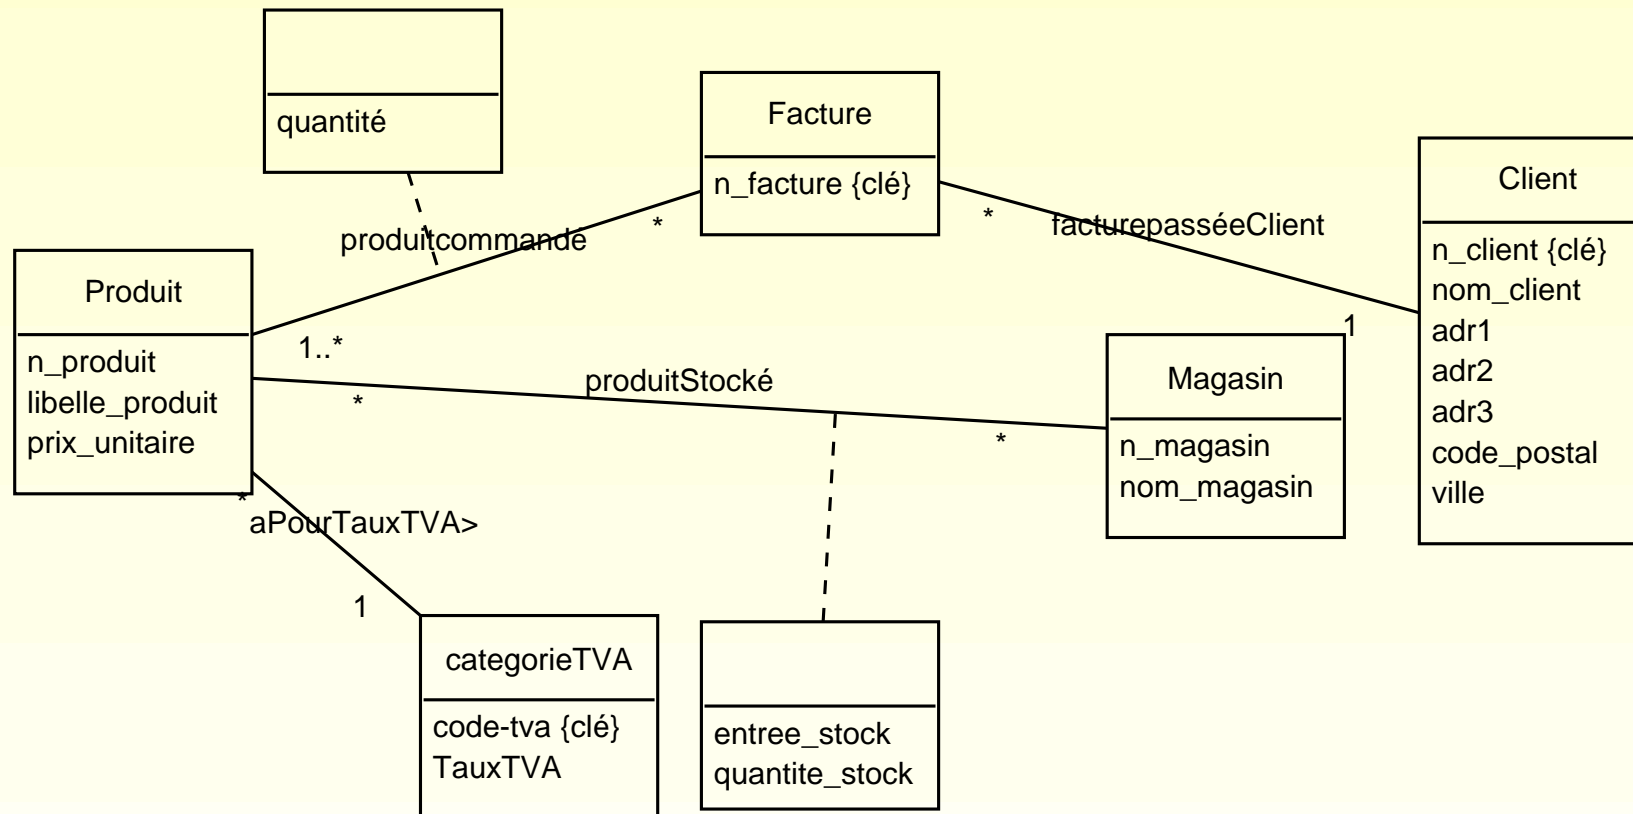 quantité
Facture
n_facture {clé}
Client
n_client {clé}
nom_client
adr1
adr2
adr3
code_postal
ville
produitcommandé
*
*
facturepasséeClient
1
Produit
n_produit
libelle_produit
prix_unitaire
1..*
produitStocké
*
*
Magasin
n_magasin
nom_magasin
*
aPourTauxTVA>
1
categorieTVA
code-tva {clé}
TauxTVA
entree_stock
quantite_stock